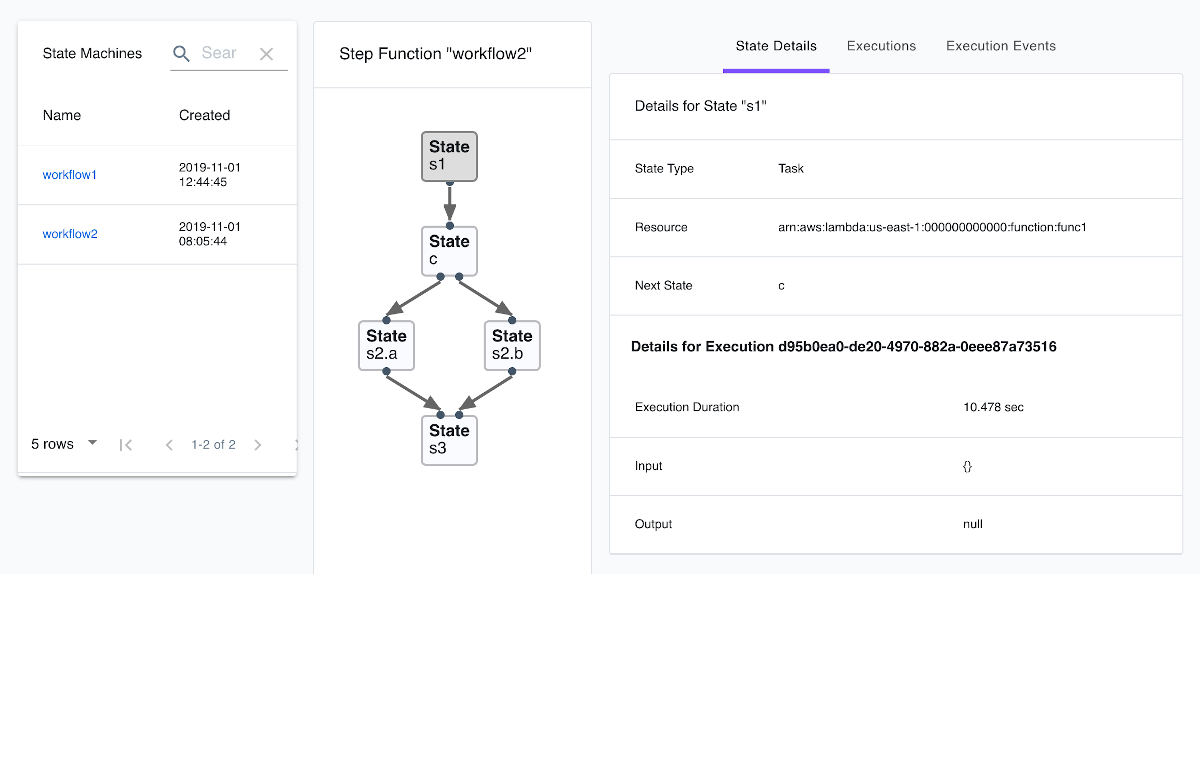 State Machines
Sear
Name Created
workflow1
2019-11-01
12:44:45
workflow2
2019-11-01
08:05:44
5 rows
1-2 of 2
Step Function "workflow2"
State
s1
State
c
State
s2.a
State
s2.b
State
s3
State Details Executions Execution Events
Details for State "s1"
State Type Task
Resource arn:aws:lambda:us-east-1:000000000000:function:func1
Next State c
Details for Execution d95b0ea0-de20-4970-882a-0eee87a73516
Execution Duration 10.478 sec
Input {}
Output null